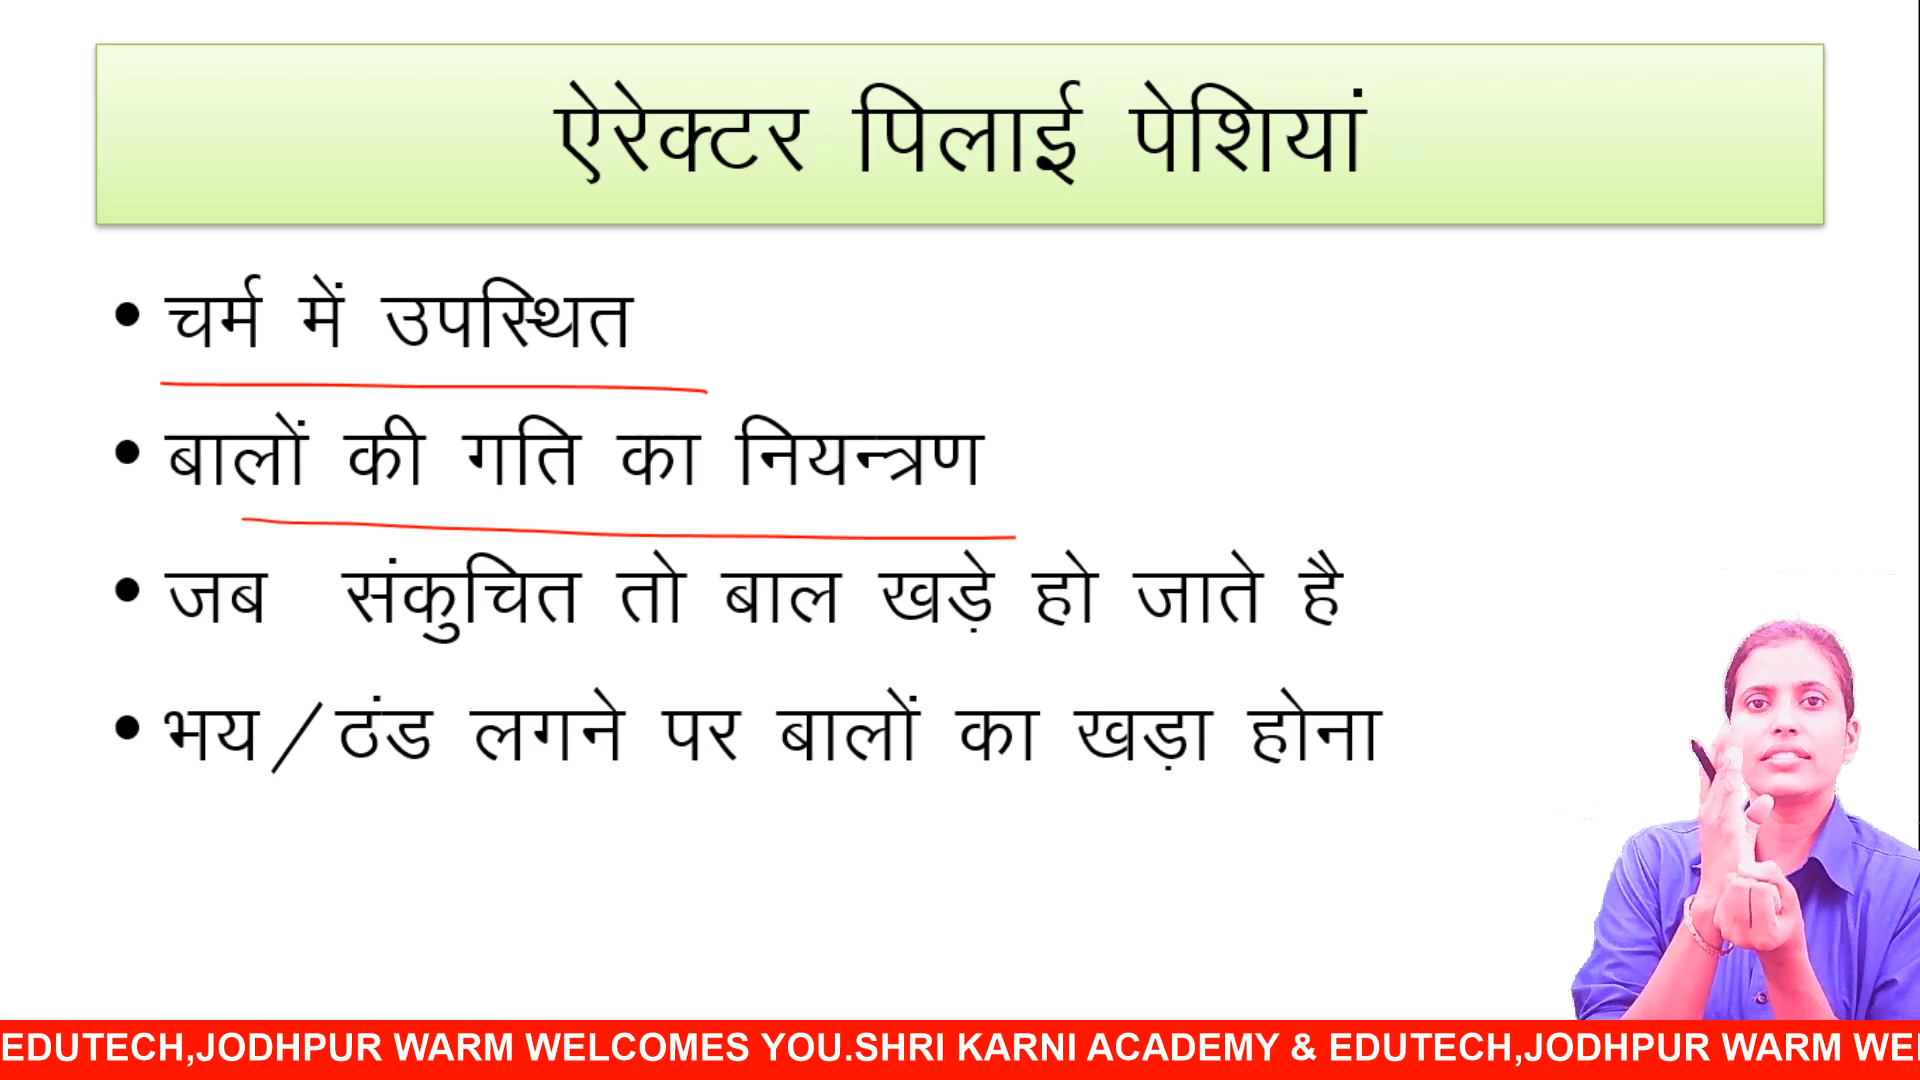 ऐरेक्टर पिलाई पेशियां
• चर्म में उपस्थित
• बालों की गति का नियन्त्रण
• जब संकुचित तो बाल खड़े हो जाते है
• भय/ठंड लगने पर बालों का खड़ा होना
EDUTECH,JODHPUR WARM WELCOMES YOU.SHRI KARNI ACADEMY & EDUTECH,JODHPUR WARM WE